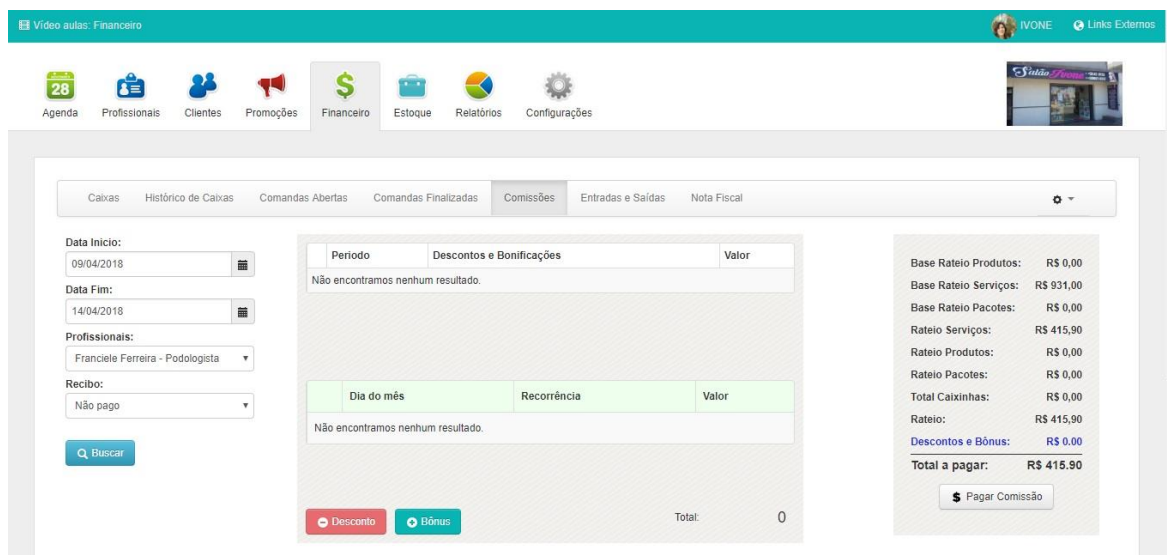 Vídeo aulas: Financeiro
IVONE
Links Externos
28
Agenda
Profissionais
Clientes
Promoções
Financeiro
Estoque
Relatórios
Configurações
Salão Ivone
Caixas
Histórico de Caixas
Comandas Abertas
Comandas Finalizadas
Comissões
Entradas e Saídas
Nota Fiscal
Data Inicio:
09/04/2018
Data Fim:
14/04/2018
Profissionais:
Franciele Ferreira - Podologista
Recibo:
Não pago
Buscar
Periodo Descontos e Bonificações Valor
Não encontramos nenhum resultado.
Dia do mês Recorrência Valor
Não encontramos nenhum resultado.
Desconto
Bônus
Total: 0
Base Rateio Produtos: R$ 0,00
Base Rateio Serviços: R$ 931,00
Base Rateio Pacotes: R$ 0,00
Rateio Serviços: R$ 415,90
Rateio Produtos: R$ 0,00
Rateio Pacotes: R$ 0,00
Total Caixinhas: R$ 0,00
Rateio: R$ 415,90
Descontos e Bônus: R$ 0.00
Total a pagar: R$ 415.90
$ Pagar Comissão